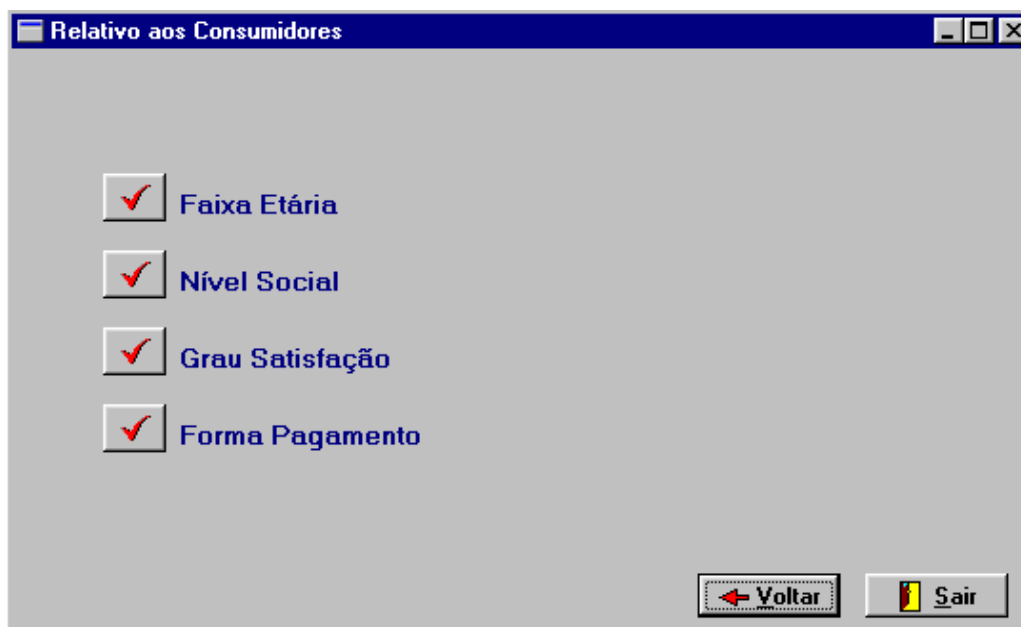 Relativo aos Consumidores
Faixa Etária
Nível Social
Grau Satisfação
Forma Pagamento
Voltar
Sair